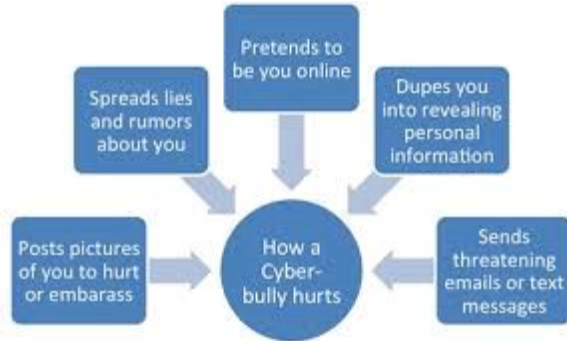 Pretends to
be you online
Spreads lies
and rumors
about you
Dupes you
into revealing
personal
information
Posts pictures
of you to hurt
or embarass
How a
Cyber-
bully hurts
Sends
threatening
emails or text
messages